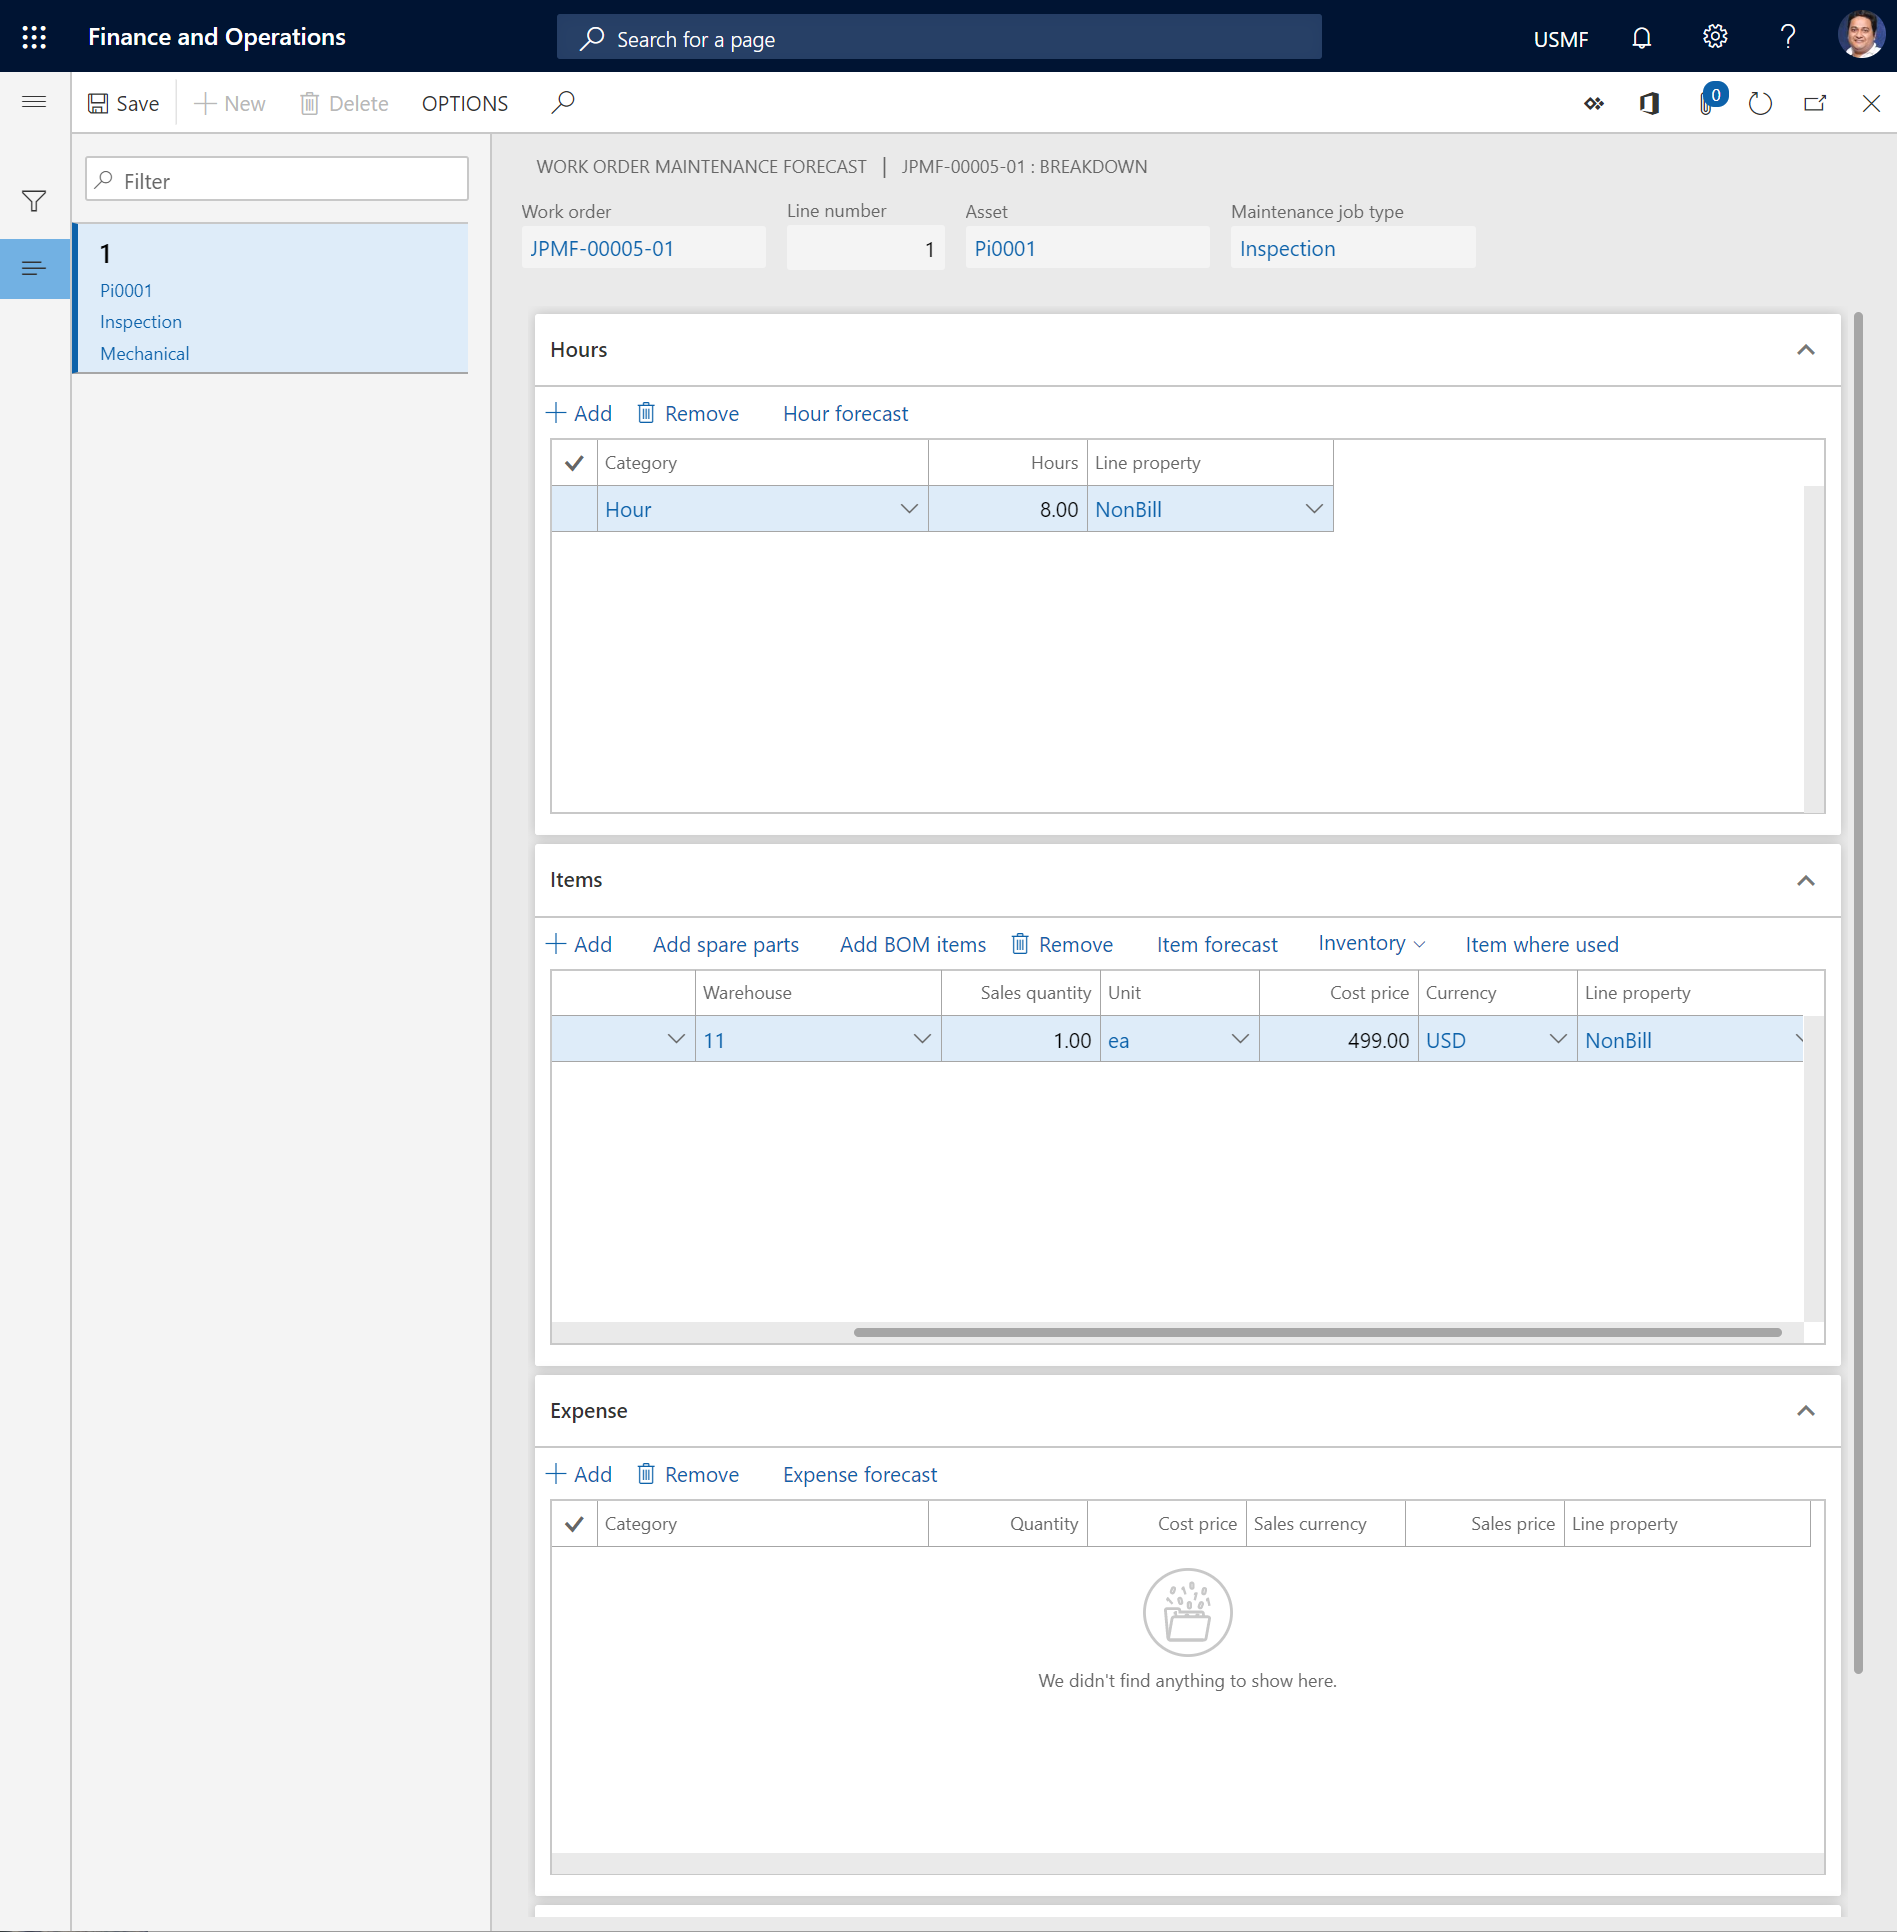 Finance and Operations
Search for a page
USMF
Save
New
Delete
OPTIONS
0
Filter
1
Pi0001
Inspection
Mechanical
WORK ORDER MAINTENANCE FORECAST | JPMF-00005-01 : BREAKDOWN
Work order Line number Asset Maintenance job type
JPMF-00005-01 1 Pi0001 Inspection
Hours
Add Remove Hour forecast
Category Hours Line property
Hour 8.00 NonBill
Items
Add Add spare parts Add BOM items Remove Item forecast Inventory Item where used
Warehouse Sales quantity Unit Cost price Currency Line property
11 1.00 ea 499.00 USD NonBill
Expense
Add Remove Expense forecast
Category Quantity Cost price Sales currency Sales price Line property
We didn't find anything to show here.